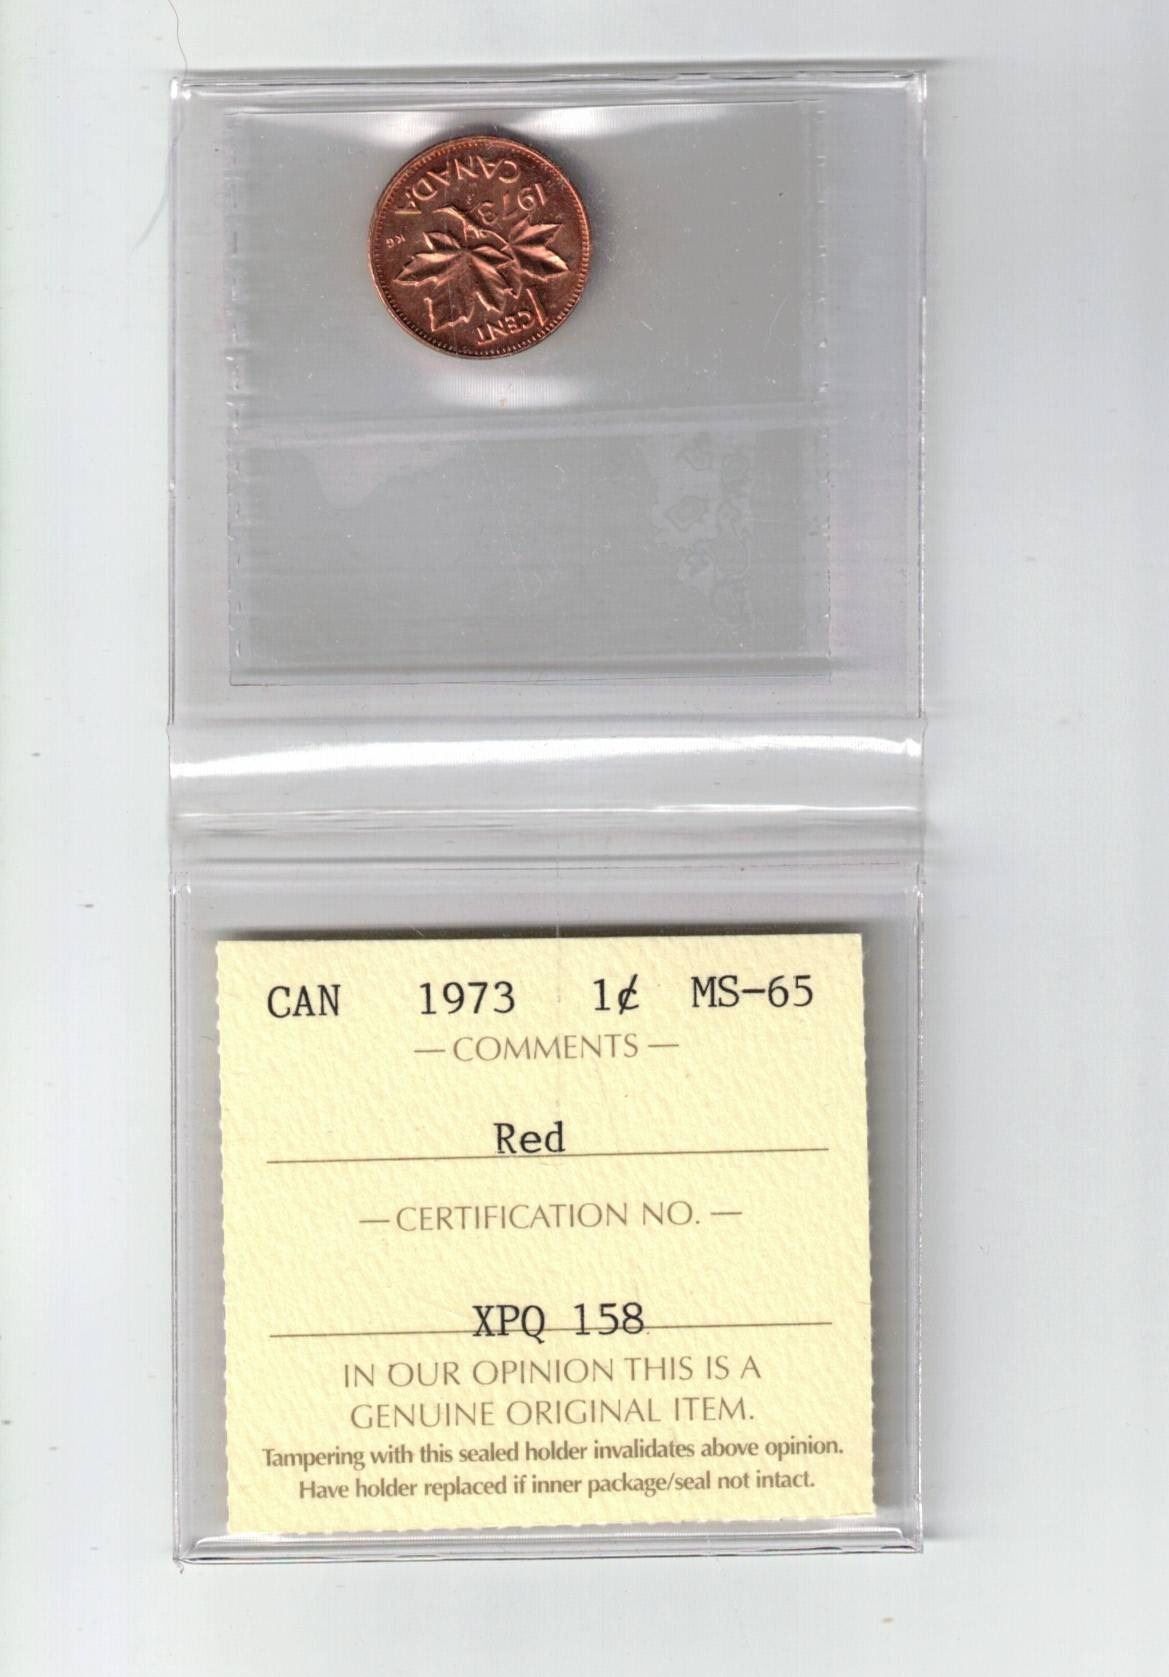 CANADA
1973
KG
1
CENT
CAN 1973 1¢ MS-65
— COMMENTS —
Red
— CERTIFICATION NO. —
XPQ 158
IN OUR OPINION THIS IS A
GENUINE ORIGINAL ITEM.
Tampering with this sealed holder invalidates above opinion.
Have holder replaced if inner package/seal not intact.